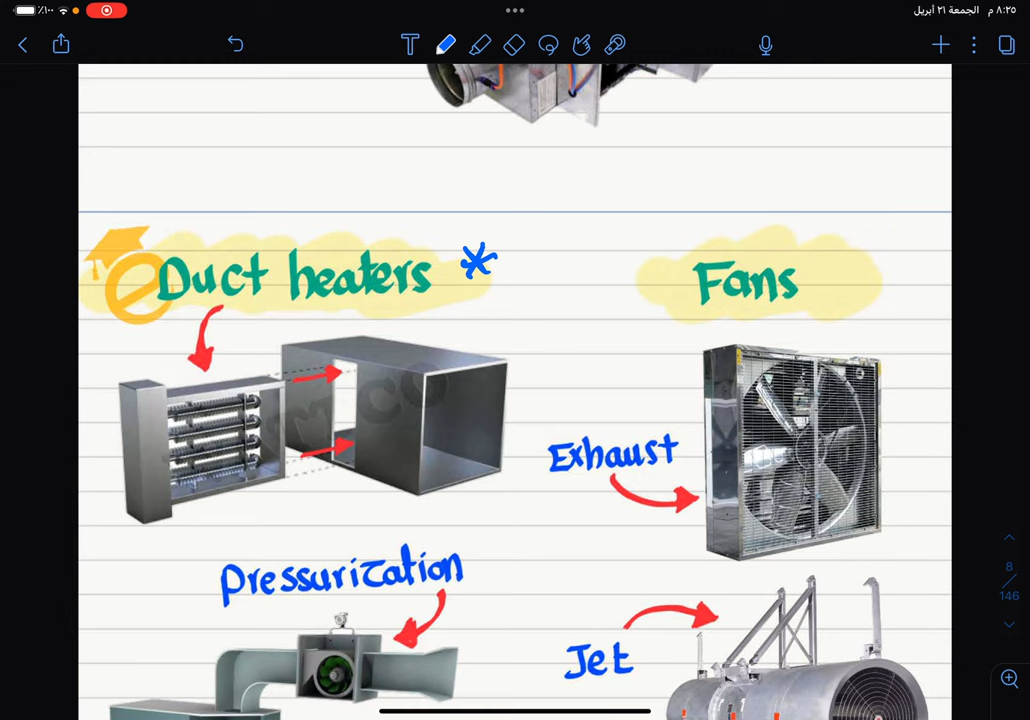 ٪١٠٠
٨:٢٥ م الجمعة ٢١ أبريل
T
Duct heaters *
Fans
Exhaust
Pressurization
Jet
8
146